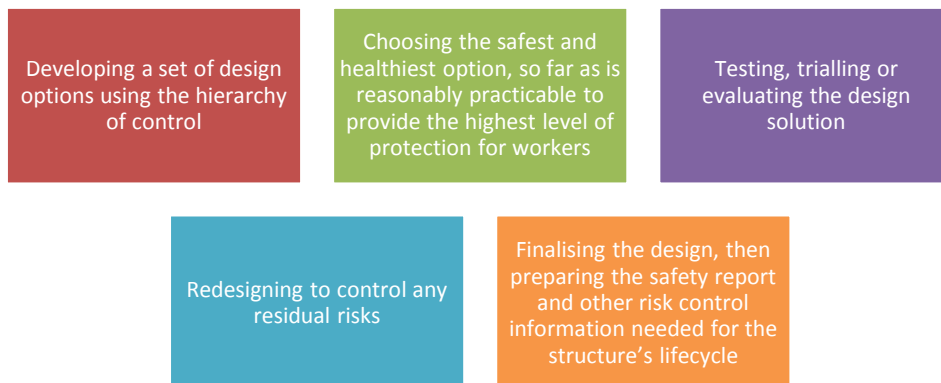 Developing a set of design
options using the hierarchy
of control
Choosing the safest and
healthiest option, so far as is
reasonably practicable to
provide the highest level of
protection for workers
Testing, trialling or
evaluating the design
solution
Redesigning to control any
residual risks
Finalising the design, then
preparing the safety report
and other risk control
information needed for the
structure’s lifecycle